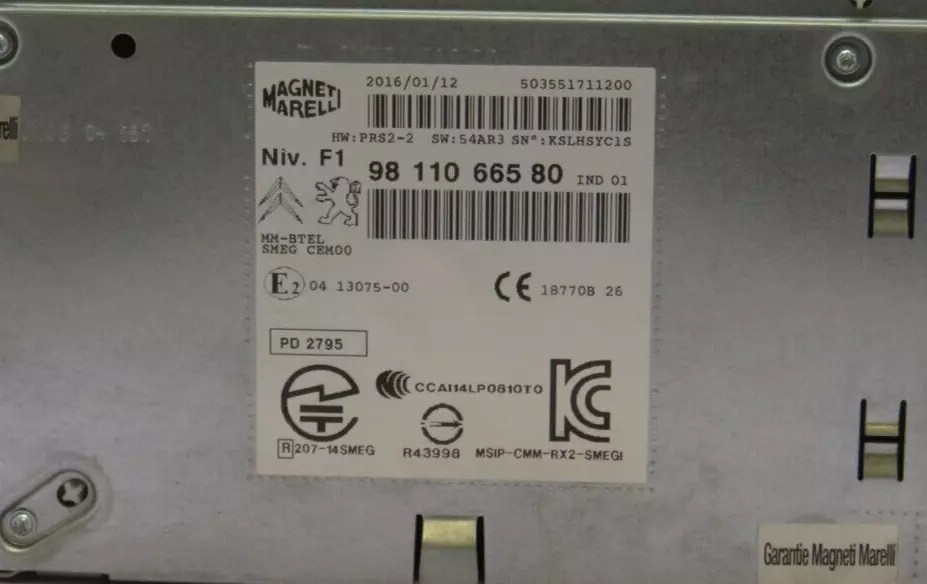 MAGNETI
MARELLI
2016/01/12 503551711200
HW:PRS2-2 SW:54AR3 SN°:KSLHSYC1S
Niv. F1
98 110 665 80 IND 01
MM-BTEL
SMEG CEM00
E2 04 13075-00
CE 18770B 26
PD 2795
CCAI14LP0810T0
R 207-14SMEG
R43998
MSIP-CMM-RX2-SMEGI
relli
Garantie Magneti Marelli